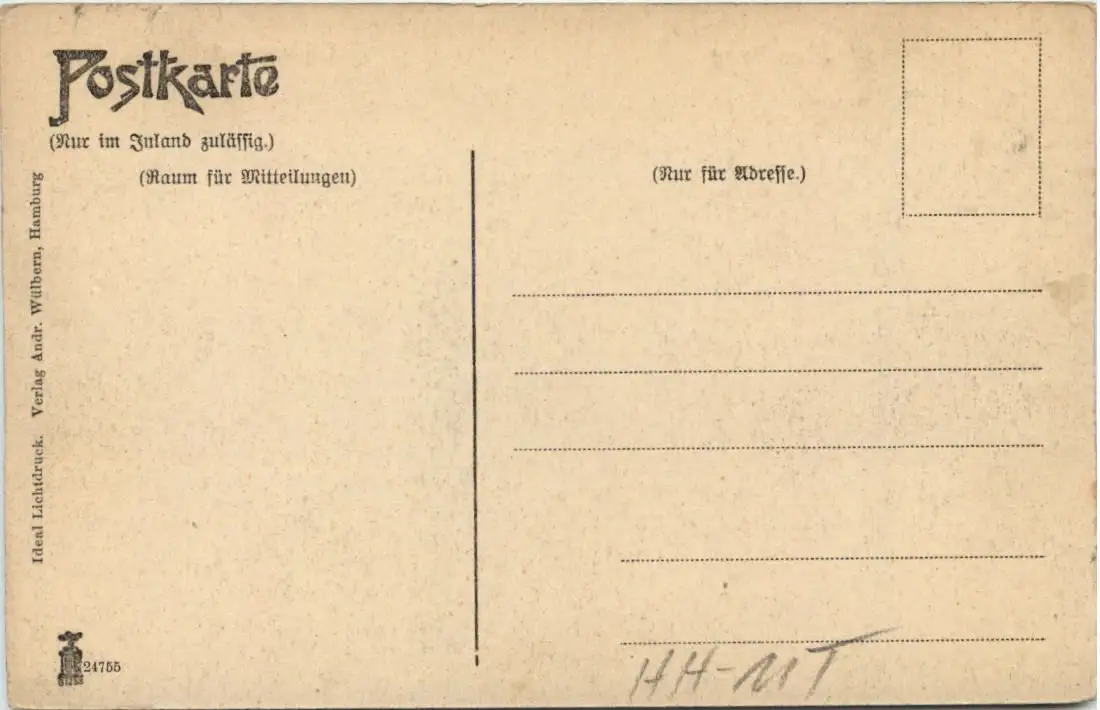 Postkarte
(Nur im Inland zulässig.)
(Raum für Mitteilungen)
(Nur für Adresse.)
Ideal Lichtdruck. Verlag Andr. Wülbern, Hamburg
24755
HH-